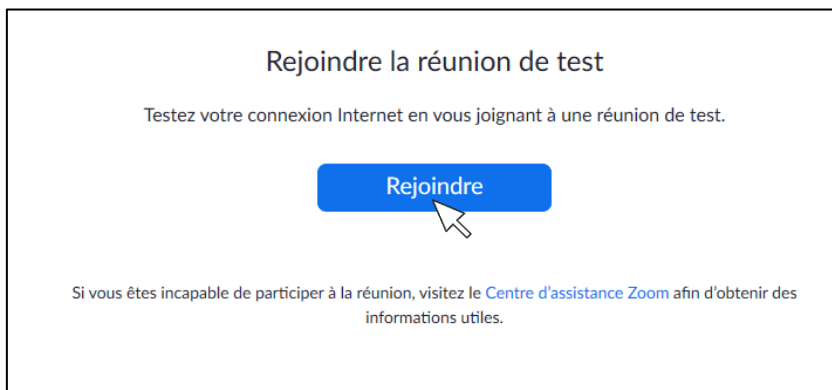 Rejoindre la réunion de test
Testez votre connexion Internet en vous joignant à une réunion de test.
Rejoindre
Si vous êtes incapable de participer à la réunion, visitez le Centre d'assistance Zoom afin d'obtenir des
informations utiles.